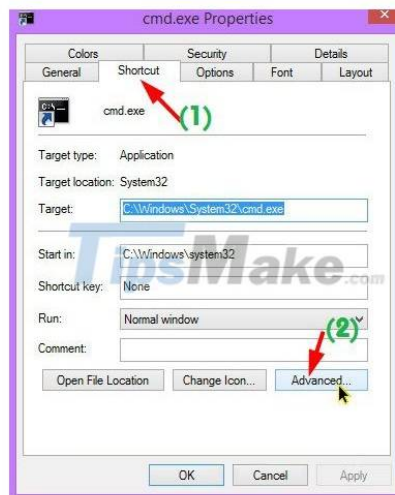 cmd.exe Properties
Colors Security Details
General Shortcut Options Font Layout
cmd.exe
(1)
Target type: Application
Target location: System32
Target: C:\Windows\System32\cmd.exe
TipsMake.com
Start in: C:\Windows\system32
Shortcut key: None
Run: Normal window
(2)
Comment:
Open File Location Change Icon... Advanced...
OK Cancel Apply